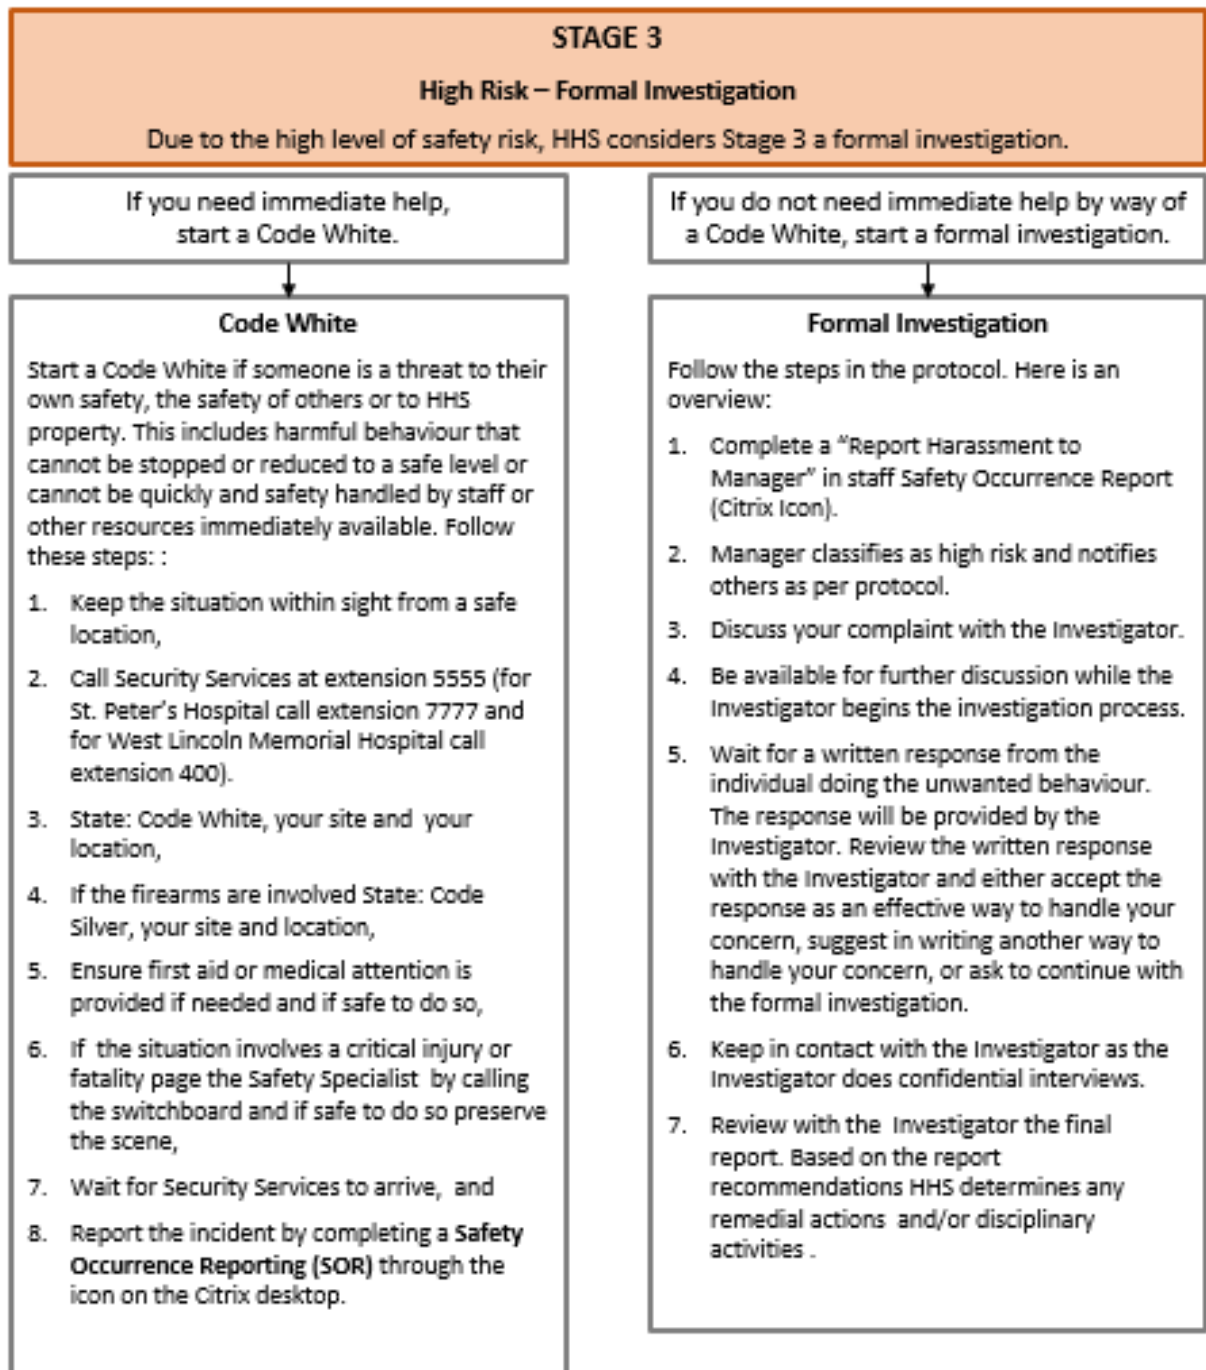 STAGE 3
High Risk – Formal Investigation
Due to the high level of safety risk, HHS considers Stage 3 a formal investigation.
If you need immediate help,
start a Code White.
Code White
Start a Code White if someone is a threat to their
own safety, the safety of others or to HHS
property. This includes harmful behaviour that
cannot be stopped or reduced to a safe level or
cannot be quickly and safety handled by staff or
other resources immediately available. Follow
these steps: :
1. Keep the situation within sight from a safe
location,
2. Call Security Services at extension 5555 (for
St. Peter's Hospital call extension 7777 and
for West Lincoln Memorial Hospital call
extension 400).
3. State: Code White, your site and your
location,
4. If the firearms are involved State: Code
Silver, your site and location,
5. Ensure first aid or medical attention is
provided if needed and if safe to do so,
6. If the situation involves a critical injury or
fatality page the Safety Specialist by calling
the switchboard and if safe to do so preserve
the scene,
7. Wait for Security Services to arrive, and
8. Report the incident by completing a Safety
Occurrence Reporting (SOR) through the
icon on the Citrix desktop.
If you do not need immediate help by way of
a Code White, start a formal investigation.
Formal Investigation
Follow the steps in the protocol. Here is an
overview:
1. Complete a “Report Harassment to
Manager” in staff Safety Occurrence Report
(Citrix Icon).
2. Manager classifies as high risk and notifies
others as per protocol.
3. Discuss your complaint with the Investigator.
4. Be available for further discussion while the
Investigator begins the investigation process.
5. Wait for a written response from the
individual doing the unwanted behaviour.
The response will be provided by the
Investigator. Review the written response
with the Investigator and either accept the
response as an effective way to handle your
concern, suggest in writing another way to
handle your concern, or ask to continue with
the formal investigation.
6. Keep in contact with the Investigator as the
Investigator does confidential interviews.
7. Review with the Investigator the final
report. Based on the report
recommendations HHS determines any
remedial actions and/or disciplinary
activities .